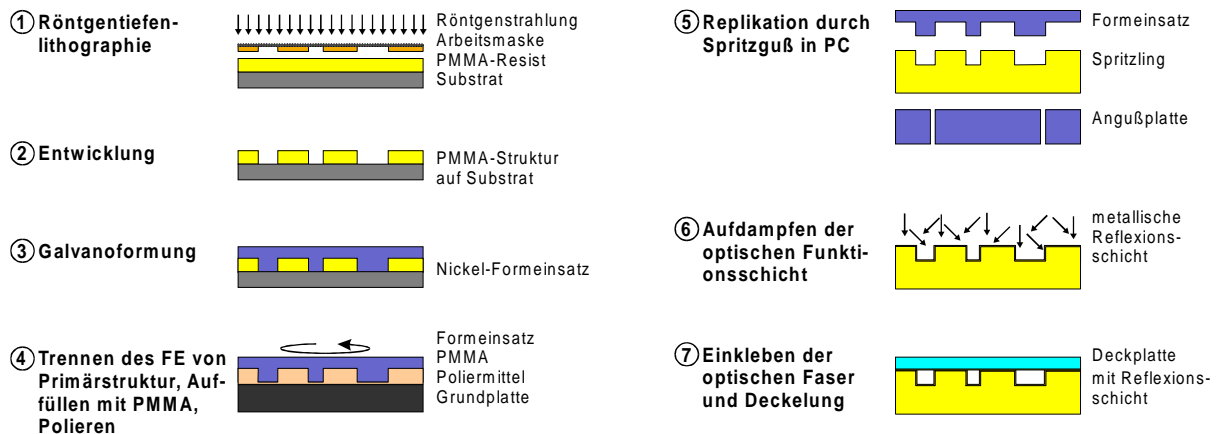 1 Röntgentiefen-
lithographie
Röntgenstrahlung
Arbeitsmaske
PMMA-Resist
Substrat
2 Entwicklung
PMMA-Struktur
auf Substrat
3 Galvanoformung
Nickel-Formeinsatz
4 Trennen des FE von
Primärstruktur, Auf-
füllen mit PMMA,
Polieren
Formeinsatz
PMMA
Poliermittel
Grundplatte
5 Replikation durch
Spritzguß in PC
Formeinsatz
Spritzling
Angußplatte
6 Aufdampfen der
optischen Funkti-
onsschicht
metallische
Reflexions-
schicht
7 Einkleben der
optischen Faser
und Deckelung
Deckplatte
mit Reflexions-
schicht